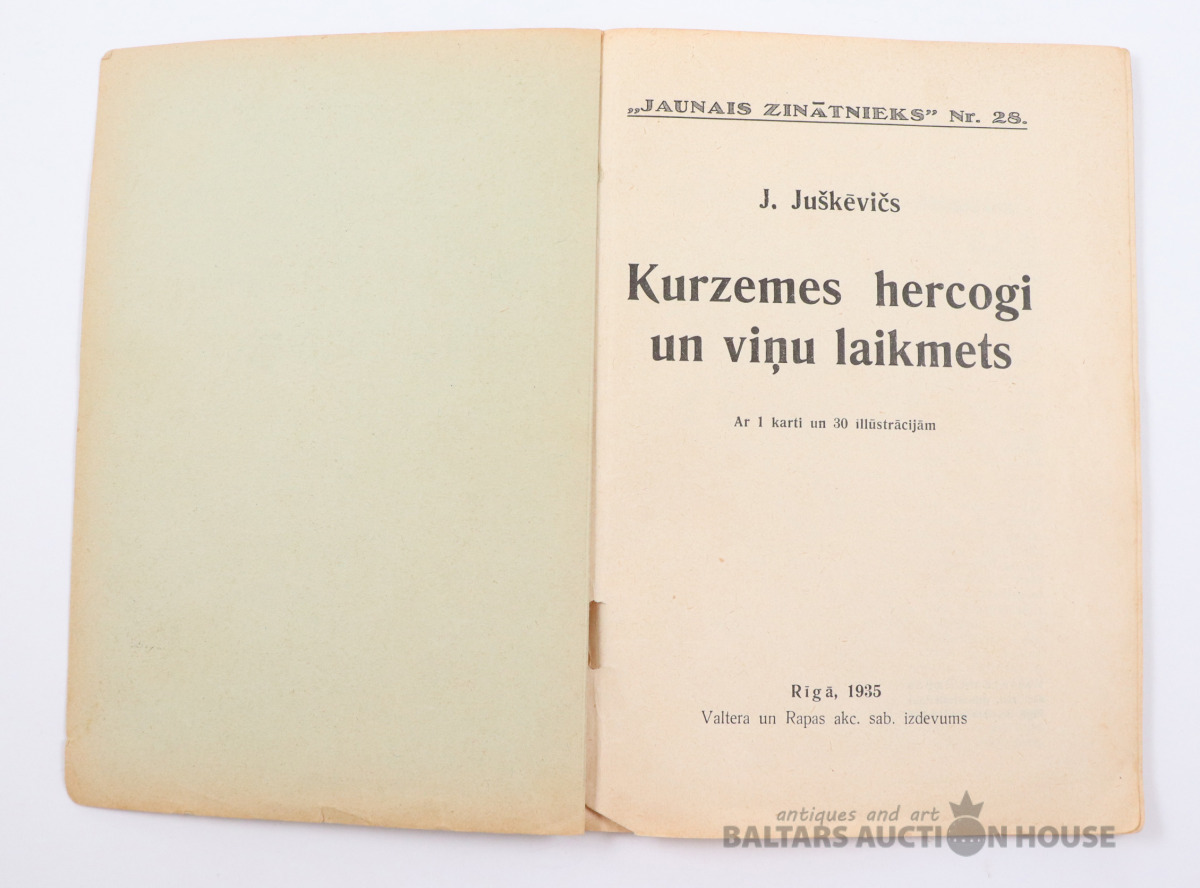 „JAUNAIS ZINĀTNIEKS” Nr. 28.
J. Juškēvičs
Kurzemes hercogi
un viņu laikmets
Ar 1 karti un 30 illūstrācijām
Rīgā, 1935
Valtera un Rapas akc. sab. izdevums
antiques and art
BALTARS AUCTION HOUSE